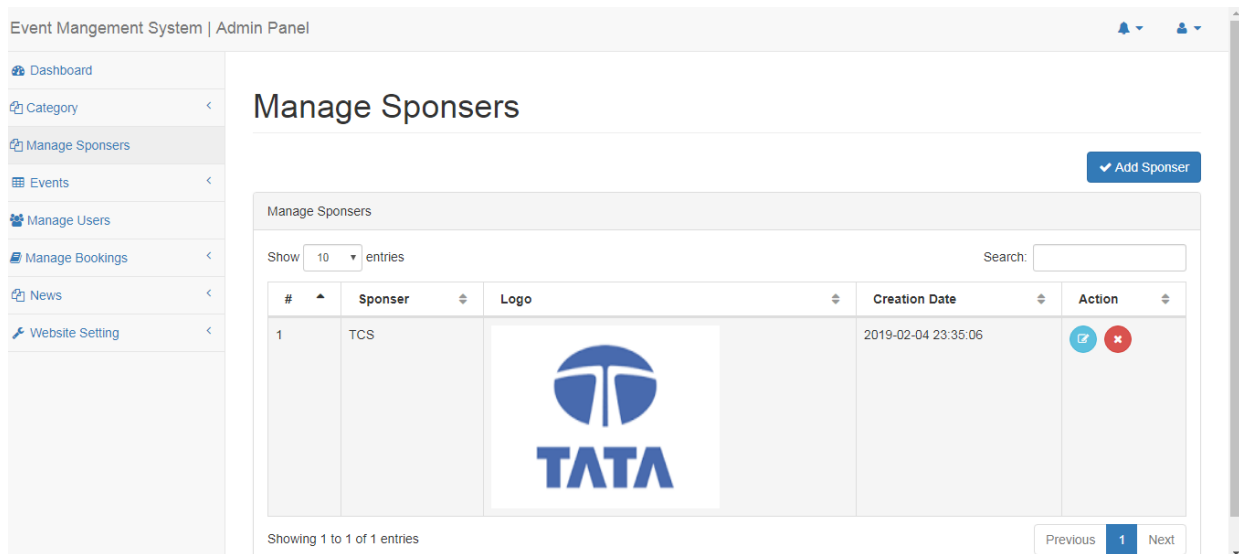 Event Mangement System | Admin Panel
Dashboard
Category
Manage Sponsers
Events
Manage Users
Manage Bookings
News
Website Setting
Manage Sponsers
Add Sponser
Manage Sponsers
Show 10 entries Search:
# Sponser Logo Creation Date Action
1 TCS 2019-02-04 23:35:06
TATA
Showing 1 to 1 of 1 entries Previous 1 Next